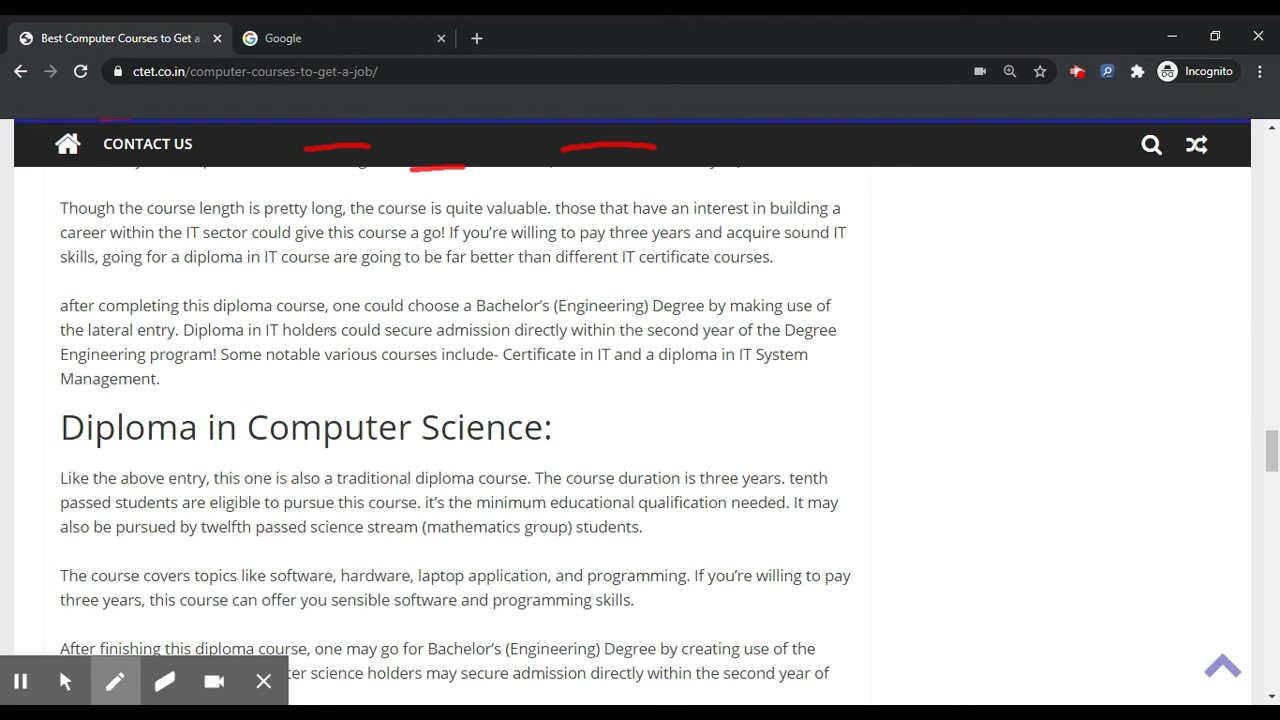 Best Computer Courses to Get a
Google
ctet.co.in/computer-courses-to-get-a-job/
Incognito
CONTACT US
Though the course length is pretty long, the course is quite valuable. those that have an interest in building a
career within the IT sector could give this course a go! If you’re willing to pay three years and acquire sound IT
skills, going for a diploma in IT course are going to be far better than different IT certificate courses.
after completing this diploma course, one could choose a Bachelor’s (Engineering) Degree by making use of
the lateral entry. Diploma in IT holders could secure admission directly within the second year of the Degree
Engineering program! Some notable various courses include- Certificate in IT and a diploma in IT System
Management.
Diploma in Computer Science:
Like the above entry, this one is also a traditional diploma course. The course duration is three years. tenth
passed students are eligible to pursue this course. it’s the minimum educational qualification needed. It may
also be pursued by twelfth passed science stream (mathematics group) students.
The course covers topics like software, hardware, laptop application, and programming. If you’re willing to pay
three years, this course can offer you sensible software and programming skills.
After finishing this diploma course, one may go for Bachelor’s (Engineering) Degree by creating use of the
science holders may secure admission directly within the second year of